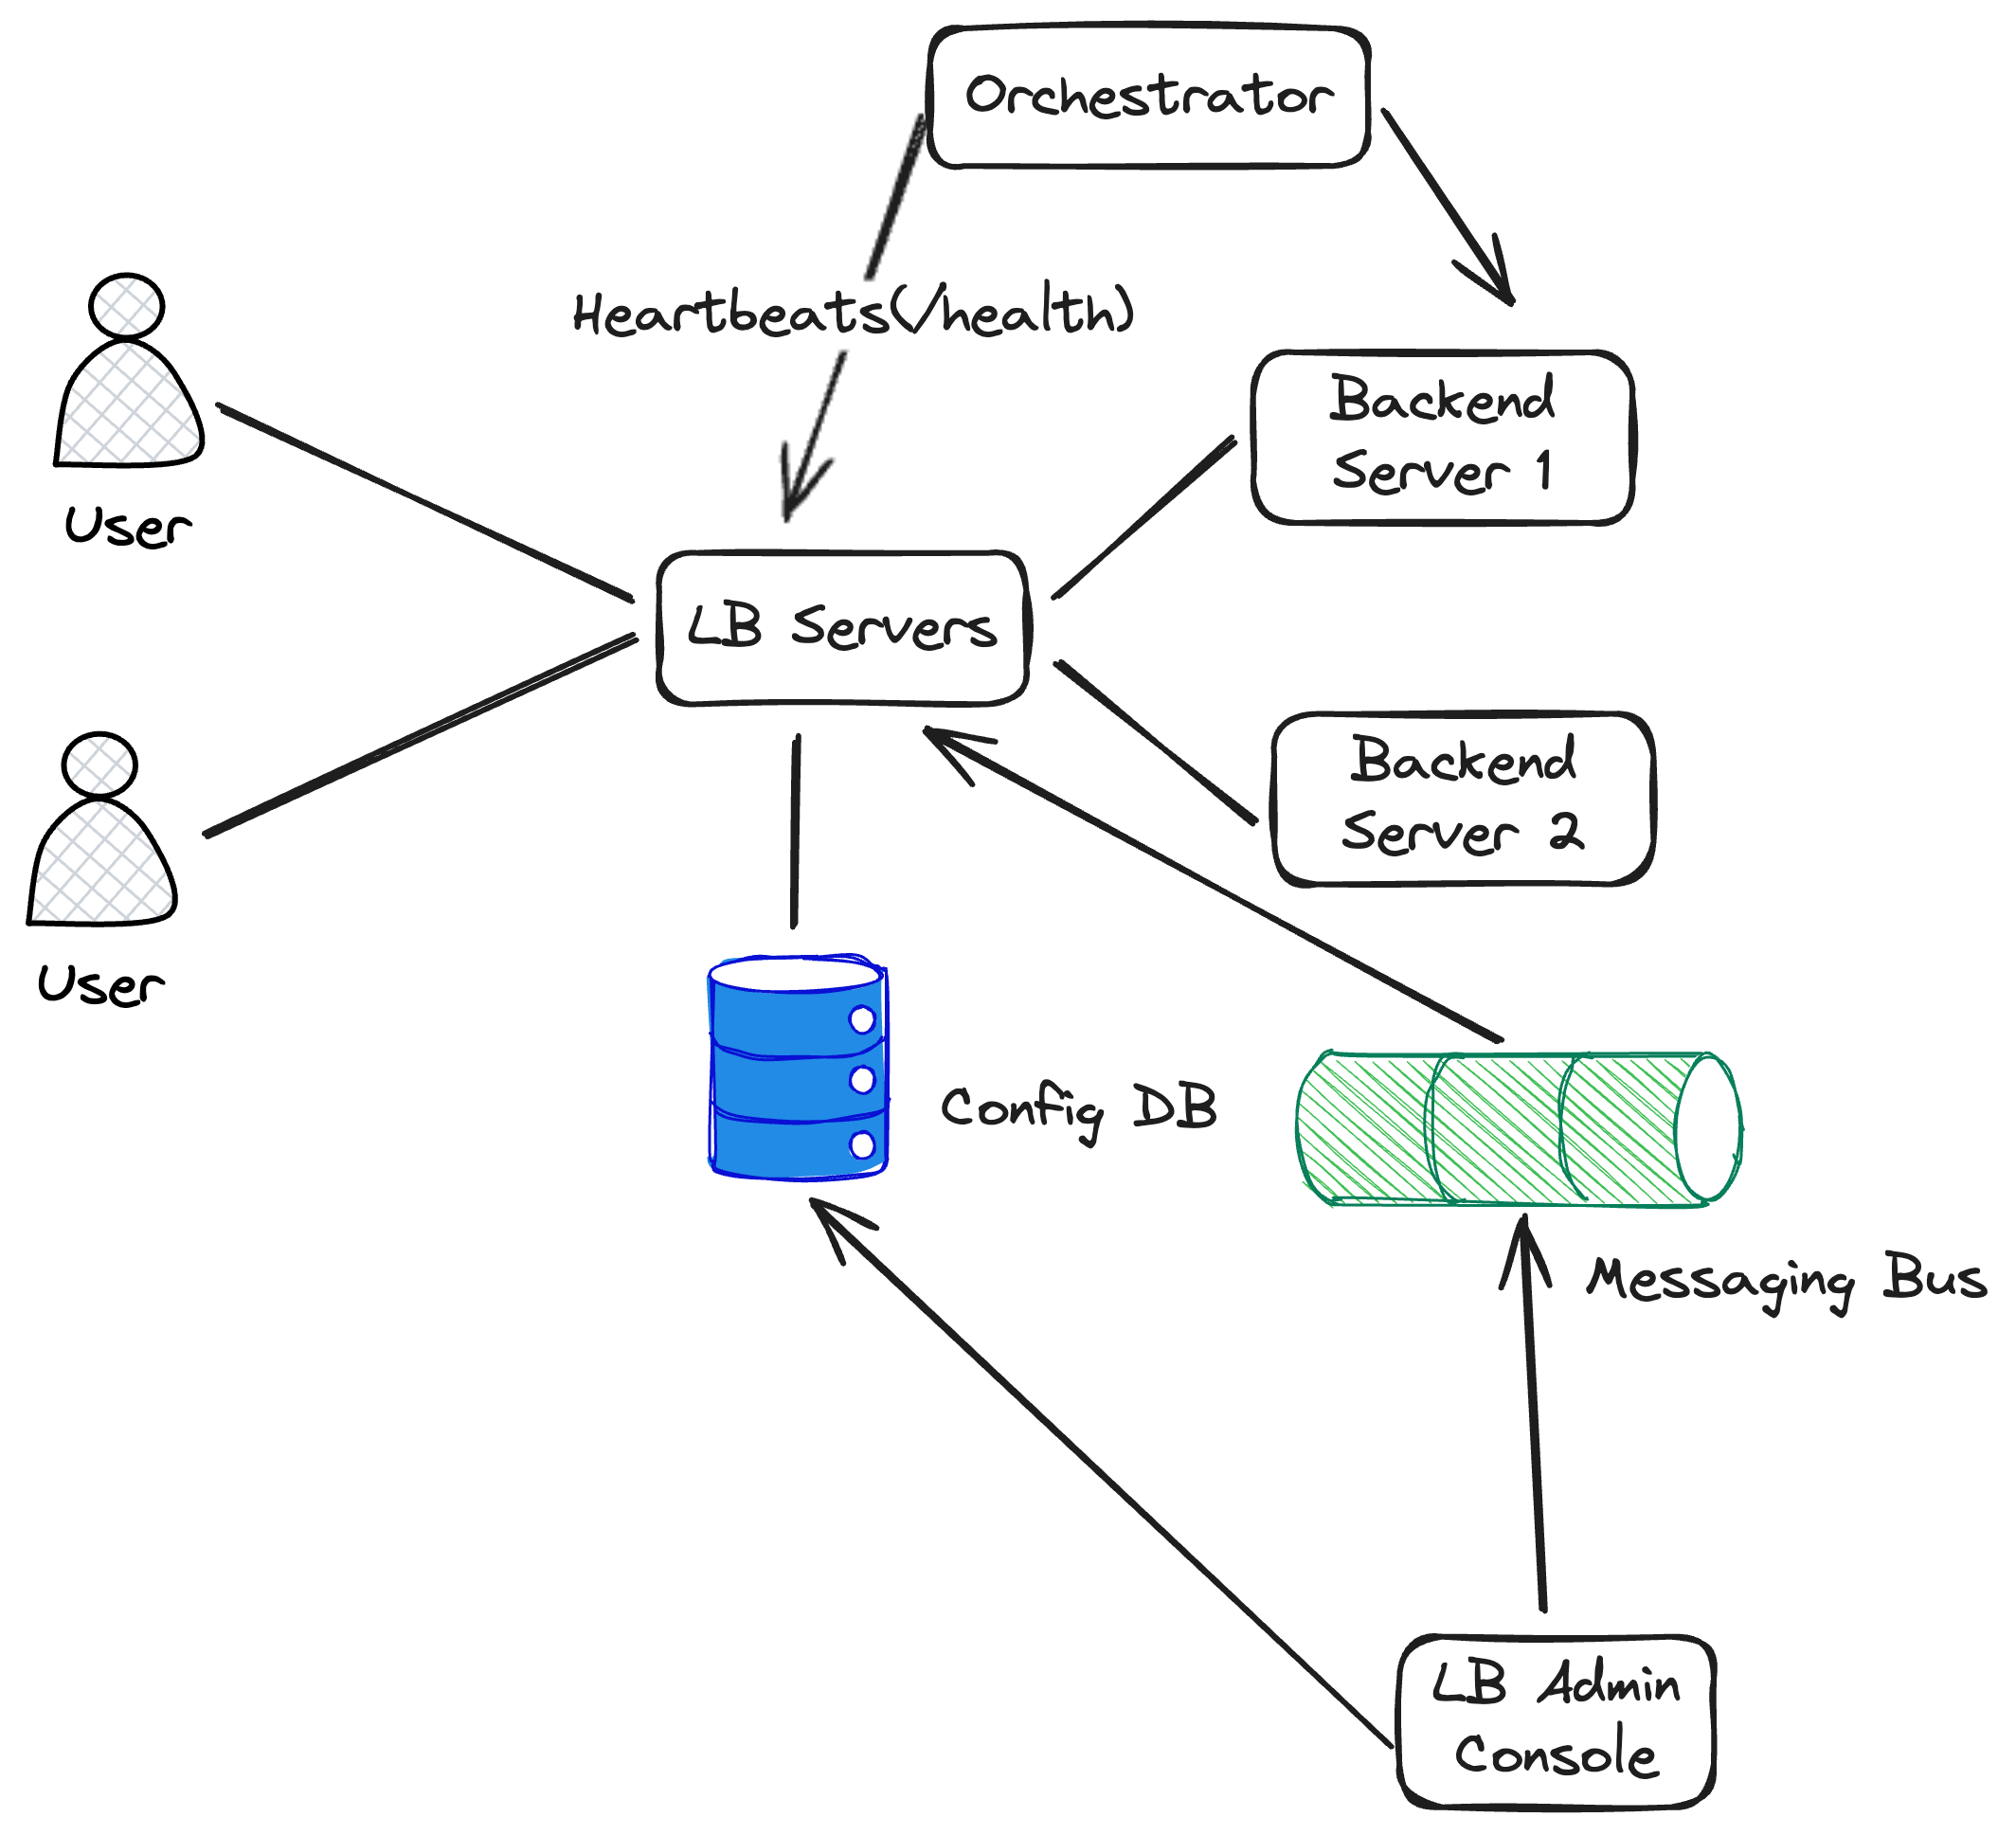 Orchestrator
Heartbeats(/health)
User
Backend
Server 1
LB Servers
Backend
Server 2
User
Config DB
Messaging Bus
LB Admin
Console